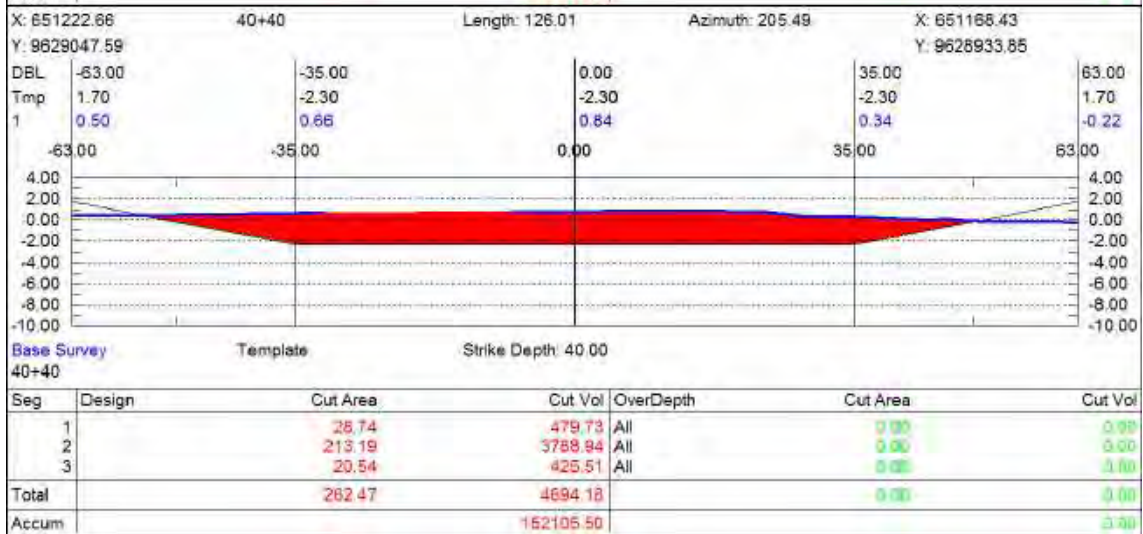 X: 651222.66 40+40 Length: 126.01 Azimuth: 205.49 X: 651168.43
Y: 9629047.59 Y: 9628933.85
DBL -63.00 -35.00 0.00 35.00 63.00
Tmp 1.70 -2.30 -2.30 -2.30 1.70
1 0.50 0.66 0.84 0.34 -0.22
-63.00 -35.00 0.00 35.00 63.00
4.00 4.00
2.00 2.00
0.00 0.00
-2.00 -2.00
-4.00 -4.00
-6.00 -6.00
-8.00 -8.00
-10.00 -10.00
Base Survey Template Strike Depth: 40.00
40+40
Seg Design Cut Area Cut Vol OverDepth Cut Area Cut Vol
1 28.74 479.73 All 0.00 0.00
2 213.19 3788.94 All 0.00 0.00
3 20.54 425.51 All 0.00 0.00
Total 262.47 4694.18 0.00 0.00
Accum 152105.50 0.00